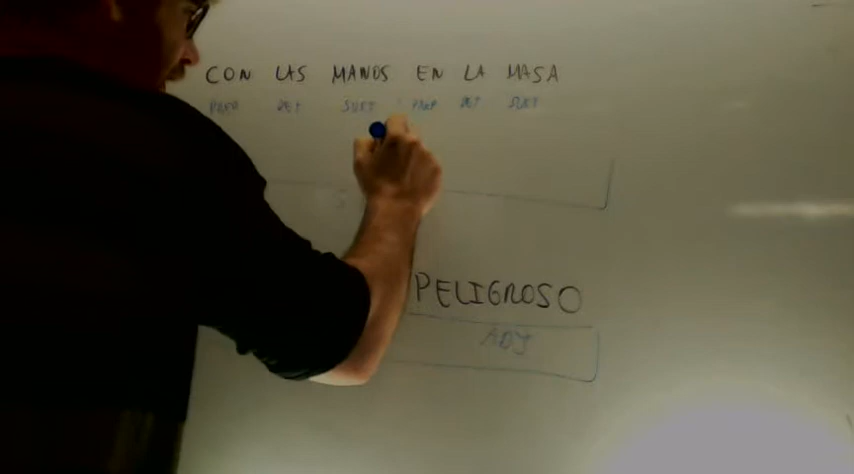 CON LAS MANOS EN LA MASA
PREP DET SUST PREP DET SUST
PELIGROSO
ADJ